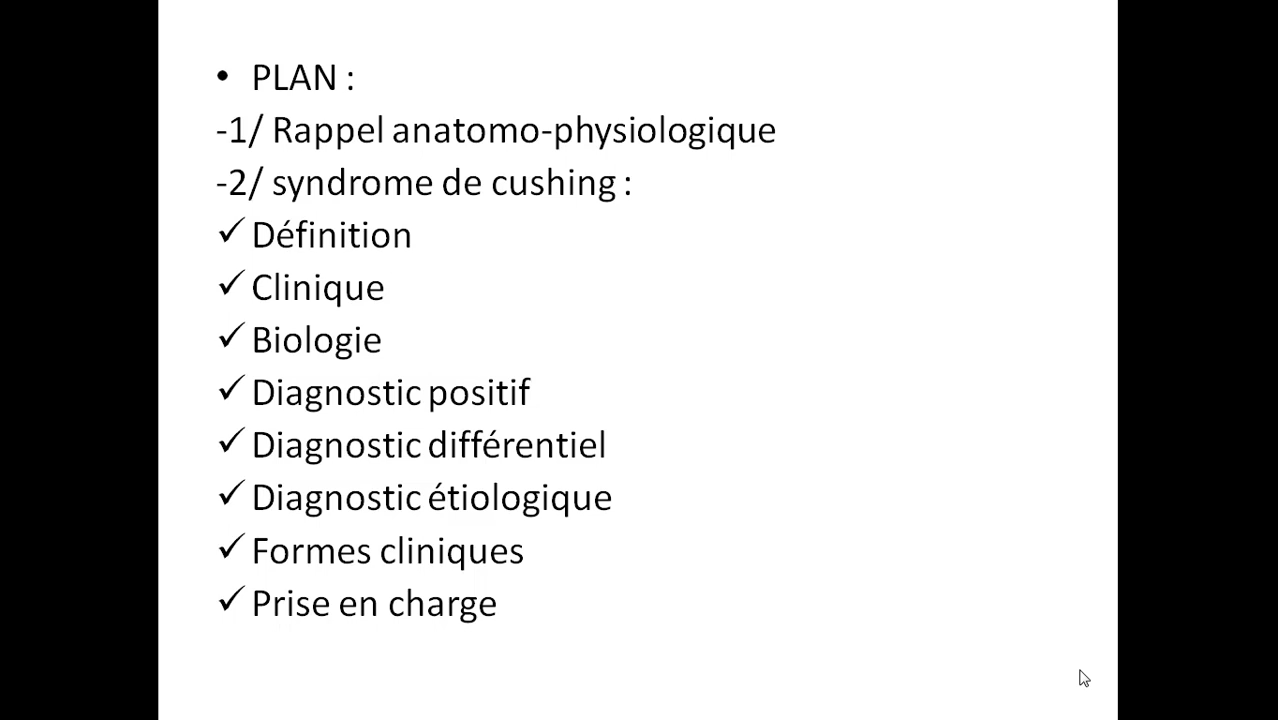 • PLAN :
-1/ Rappel anatomo-physiologique
-2/ syndrome de cushing :
✓ Définition
✓ Clinique
✓ Biologie
✓ Diagnostic positif
✓ Diagnostic différentiel
✓ Diagnostic étiologique
✓ Formes cliniques
✓ Prise en charge